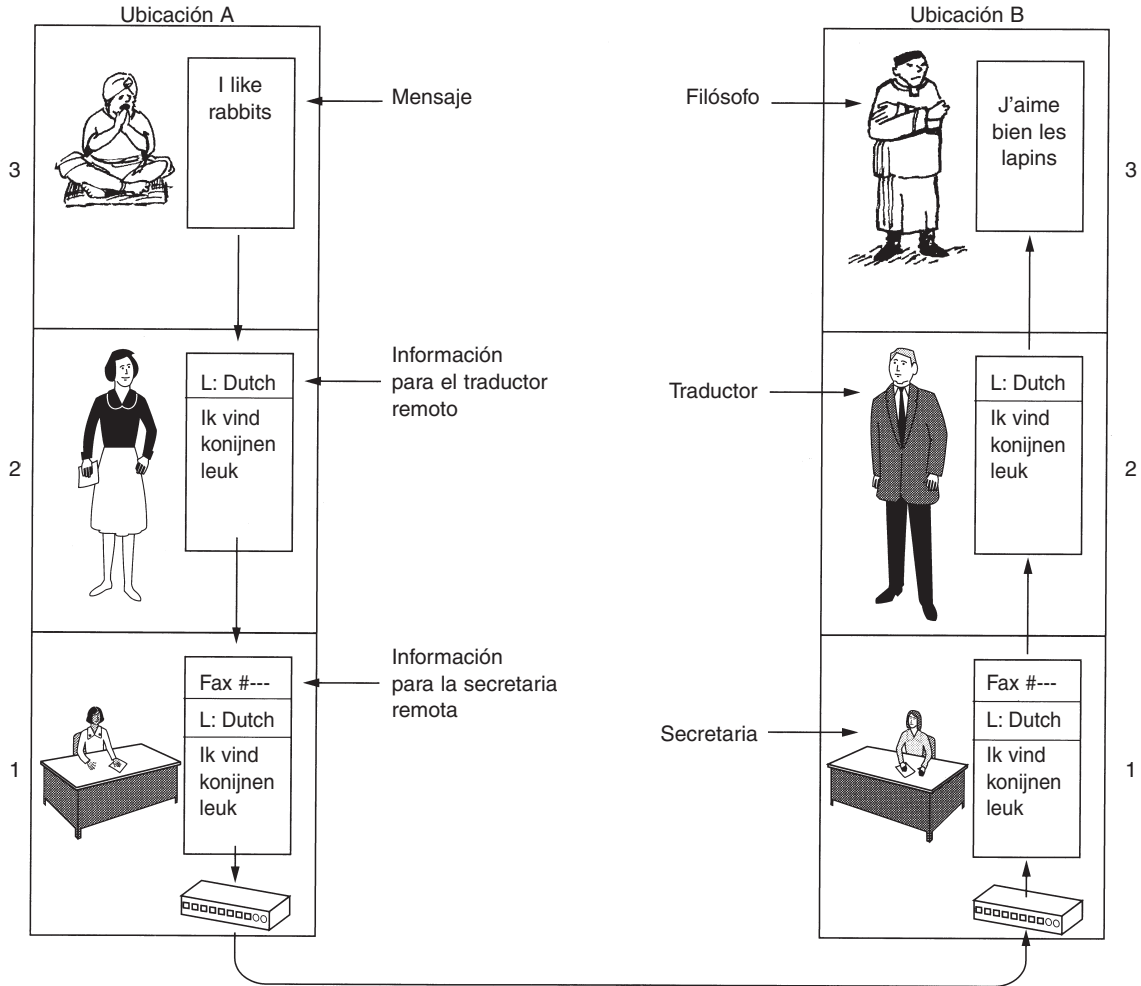 Ubicación A
3
I like
rabbits
Mensaje
2
L: Dutch
Ik vind
konijnen
leuk
Información
para el traductor
remoto
1
Fax #---
L: Dutch
Ik vind
konijnen
leuk
Información
para la secretaria
remota
Ubicación B
Filósofo
J'aime
bien les
lapins
3
Traductor
L: Dutch
Ik vind
konijnen
leuk
2
Secretaria
Fax #---
L: Dutch
Ik vind
konijnen
leuk
1